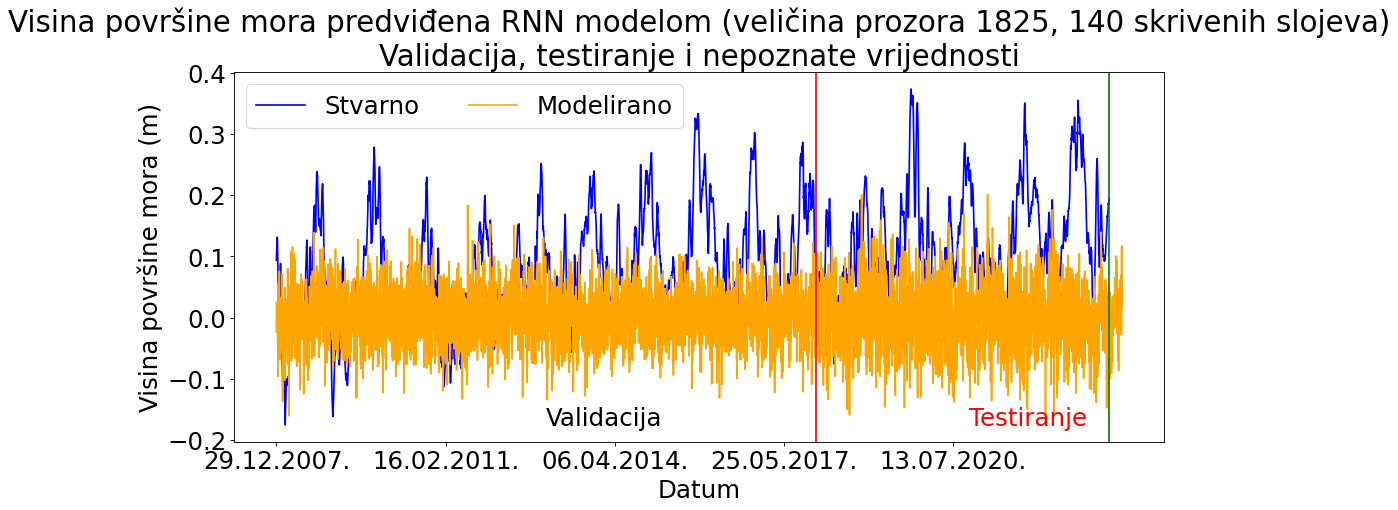 Visina površine mora predviđena RNN modelom (veličina prozora 1825, 140 skrivenih slojeva)
Validacija, testiranje i nepoznate vrijednosti
Stvarno
Modelirano
Visina površine mora (m)
0.4
0.3
0.2
0.1
0.0
−0.1
−0.2
Validacija
Testiranje
29.12.2007.
16.02.2011.
06.04.2014.
25.05.2017.
13.07.2020.
Datum